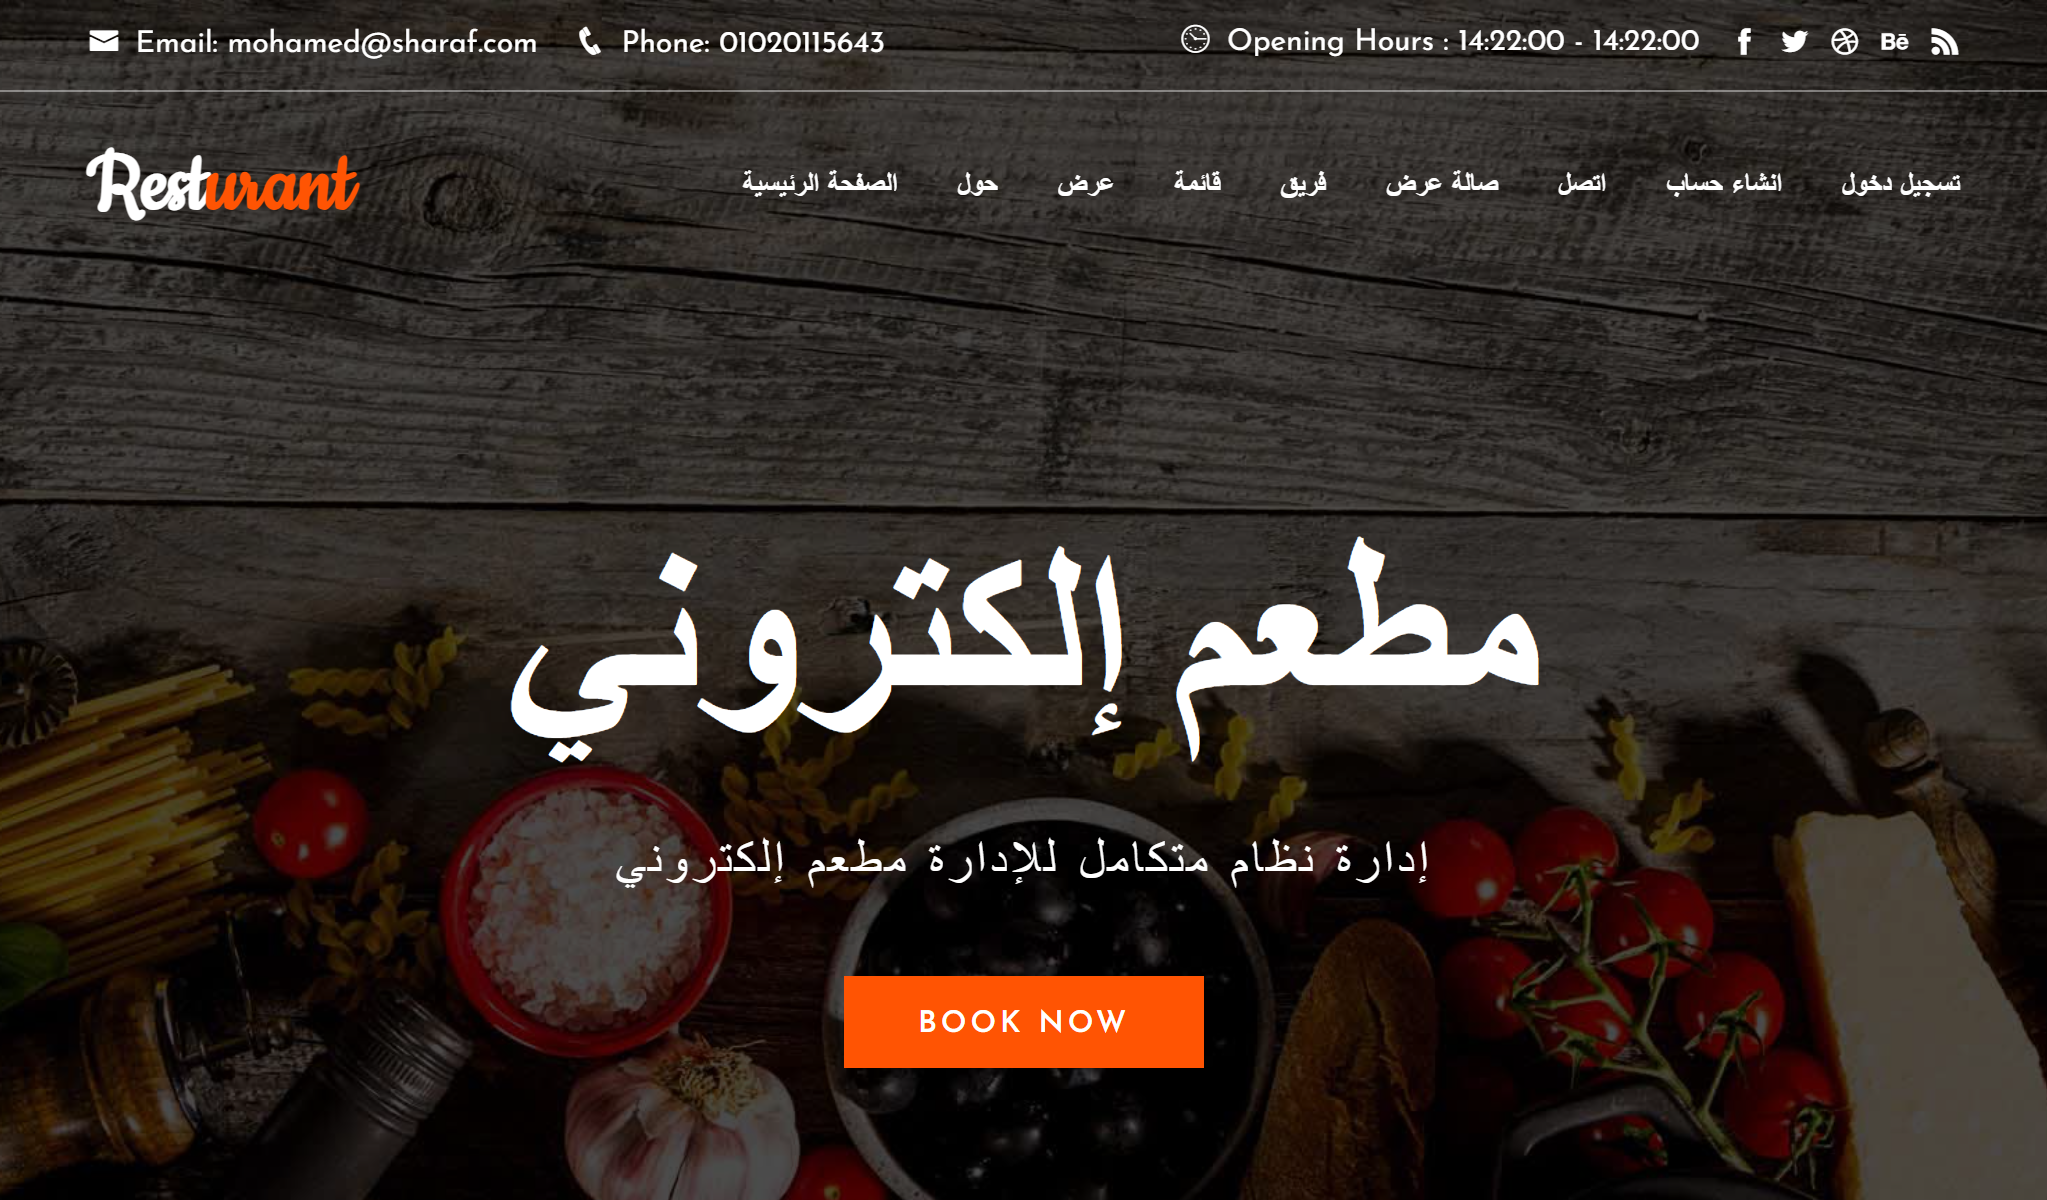 Email: mohamed@sharaf.com
Phone: 01020115643
Opening Hours : 14:22:00 - 14:22:00
Bē
Resturant
الصفحة الرئيسية
حول
عرض
قائمة
فريق
صالة عرض
اتصل
انشاء حساب
تسجيل دخول
مطعم إلكتروني
إدارة نظام متكامل للإدارة مطعم إلكتروني
BOOK NOW